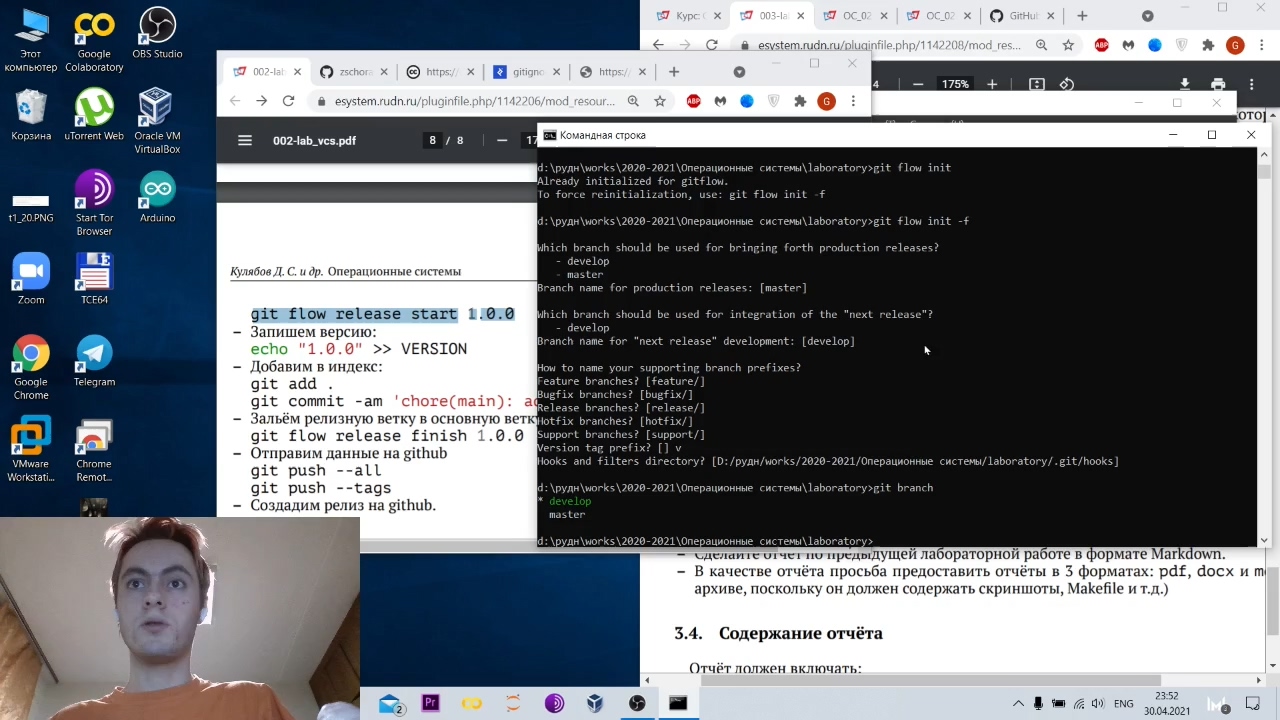 Этот компьютер
Google Colaboratory
OBS Studio
Корзина
uTorrent Web
Oracle VM VirtualBox
t1_20.PNG
Start Tor Browser
Arduino
Zoom
TCE64
Google Chrome
Telegram
VMware Workstati...
Chrome Remot...
Курс:
003-l
ОС_02
ОС_02
GitHu
esystem.rudn.ru/pluginfile.php/1142208/mod_res...
ABP
G
4
175%
002-lab
zschora
https:/
gitigno
https:/
esystem.rudn.ru/pluginfile.php/1142206/mod_resour...
ABP
G
002-lab_vcs.pdf
8 / 8
Кулябов Д. С. и др. Операционные системы
git flow release start 1.0.0
– Запишем версию:
echo "1.0.0" >> VERSION
– Добавим в индекс:
git add .
git commit -am 'chore(main): ad
– Зальём релизную ветку в основную ветк
git flow release finish 1.0.0
– Отправим данные на github
git push --all
git push --tags
– Создадим релиз на github.
Командная строка
d:\рудн\works\2020-2021\Операционные системы\laboratory>git flow init
Already initialized for gitflow.
To force reinitialization, use: git flow init -f
d:\рудн\works\2020-2021\Операционные системы\laboratory>git flow init -f
Which branch should be used for bringing forth production releases?
- develop
- master
Branch name for production releases: [master]
Which branch should be used for integration of the "next release"?
- develop
Branch name for "next release" development: [develop]
How to name your supporting branch prefixes?
Feature branches? [feature/]
Bugfix branches? [bugfix/]
Release branches? [release/]
Hotfix branches? [hotfix/]
Support branches? [support/]
Version tag prefix? [] v
Hooks and filters directory? [D:/рудн/works/2020-2021/Операционные системы/laboratory/.git/hooks]
d:\рудн\works\2020-2021\Операционные системы\laboratory>git branch
* develop
master
d:\рудн\works\2020-2021\Операционные системы\laboratory>
– Сделайте отчёт по предыдущей лабораторной работе в формате Markdown.
– В качестве отчёта просьба предоставить отчёты в 3 форматах: pdf, docx и m
архиве, поскольку он должен содержать скриншоты, Makefile и т.д.)
3.4. Содержание отчёта
Отчёт должен включать:
2
Pr
ENG
23:52
30.04.2021